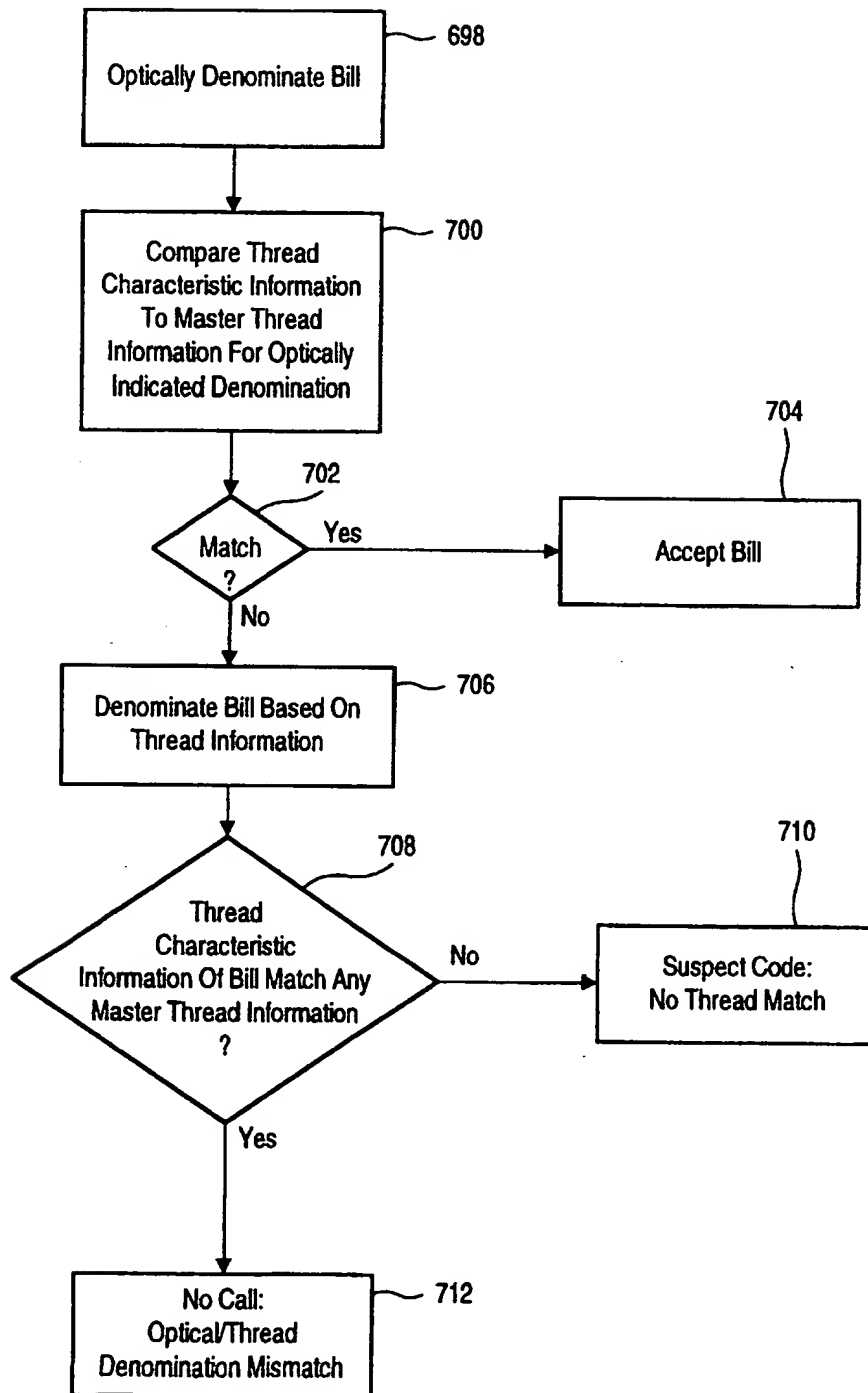 698
Optically Denominate Bill
700
Compare Thread
Characteristic Information
To Master Thread
Information For Optically
Indicated Denomination
704
702
Match
?
Yes
Accept Bill
No
706
Denominate Bill Based On
Thread Information
710
708
Thread
Characteristic
Information Of Bill Match Any
Master Thread Information
?
No
Suspect Code:
No Thread Match
Yes
No Call:
Optical/Thread
Denomination Mismatch
712